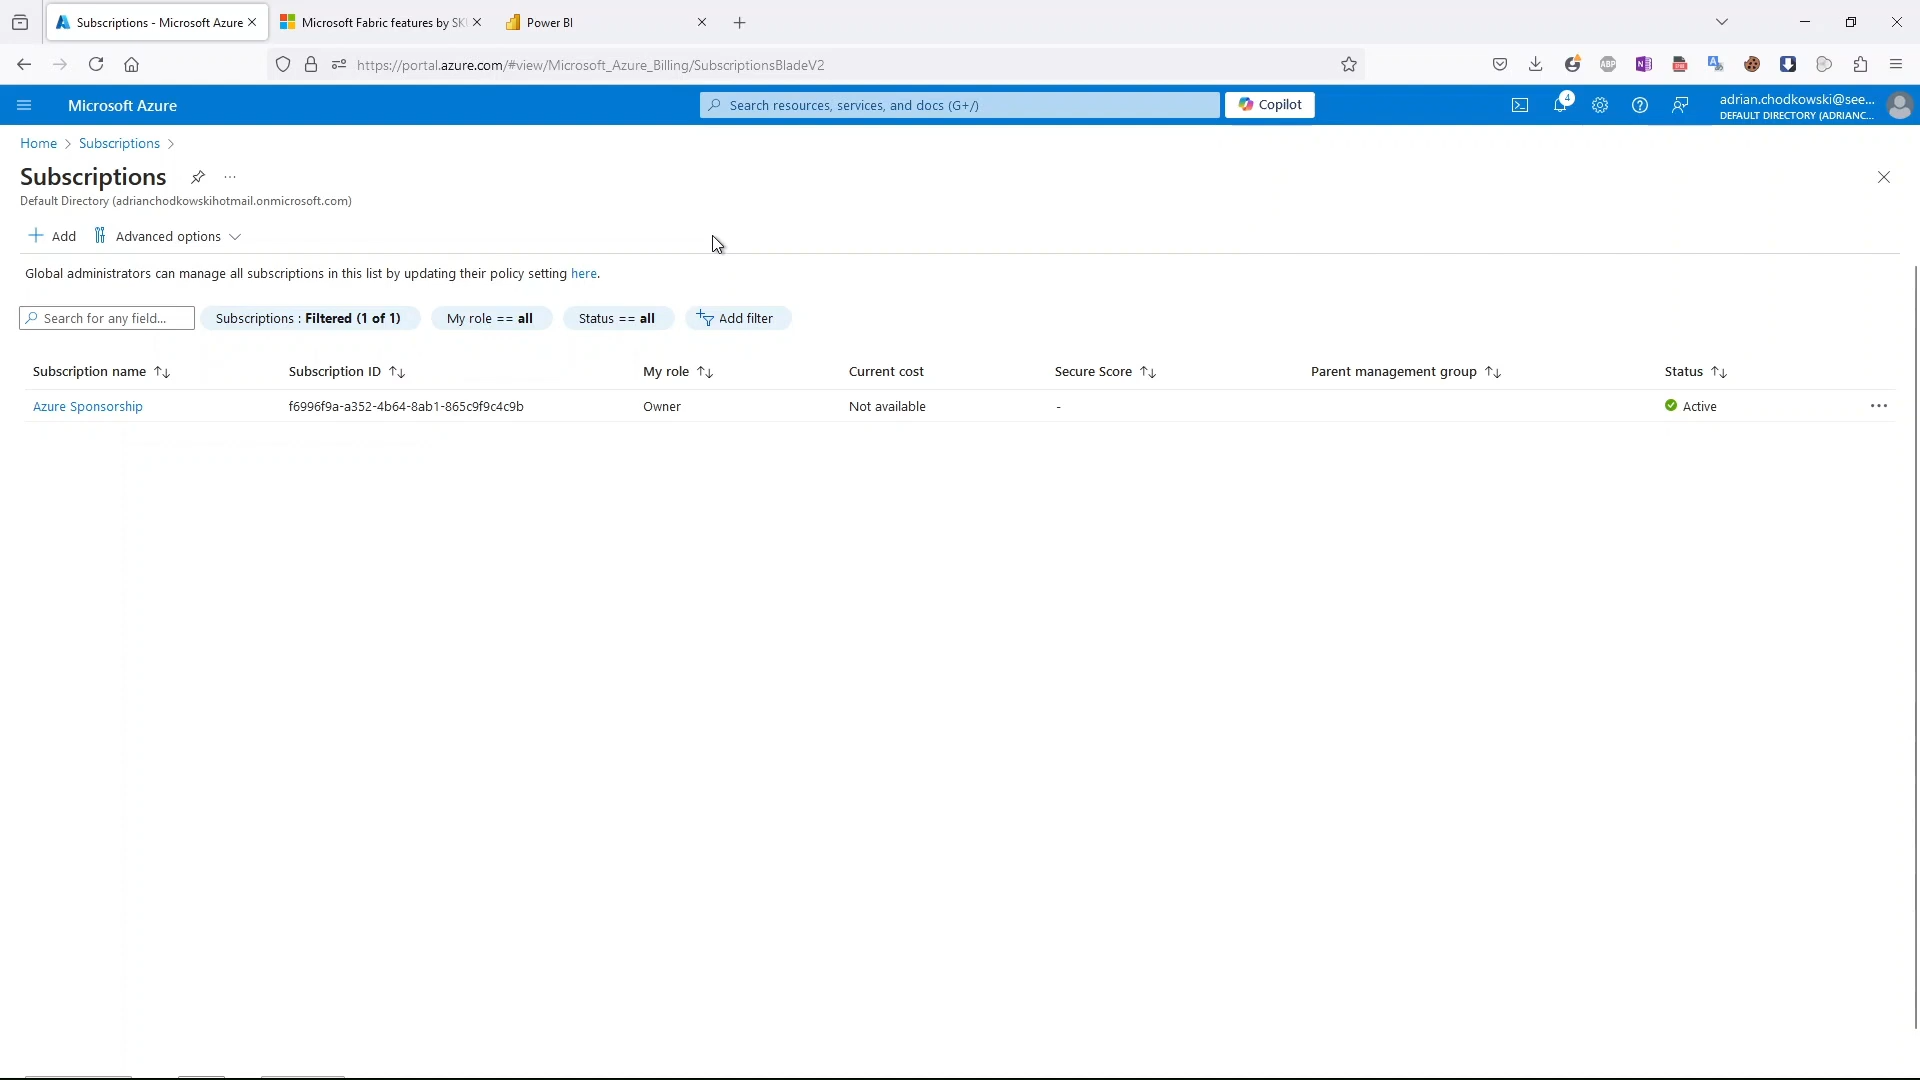 Subscriptions - Microsoft Azure
Microsoft Fabric features by SK
Power BI
https://portal.azure.com/#view/Microsoft_Azure_Billing/SubscriptionsBladeV2
Microsoft Azure
Search resources, services, and docs (G+/)
Copilot
4
adrian.chodkowski@see...
DEFAULT DIRECTORY (ADRIANC...
Home > Subscriptions >
Subscriptions
...
Default Directory (adrianchodkowskihotmail.onmicrosoft.com)
Add
Advanced options
Global administrators can manage all subscriptions in this list by updating their policy setting here.
Search for any field...
Subscriptions : Filtered (1 of 1)
My role == all
Status == all
Add filter
Subscription name
Subscription ID
My role
Current cost
Secure Score
Parent management group
Status
Azure Sponsorship
f6996f9a-a352-4b64-8ab1-865c9f9c4c9b
Owner
Not available
-
Active
...